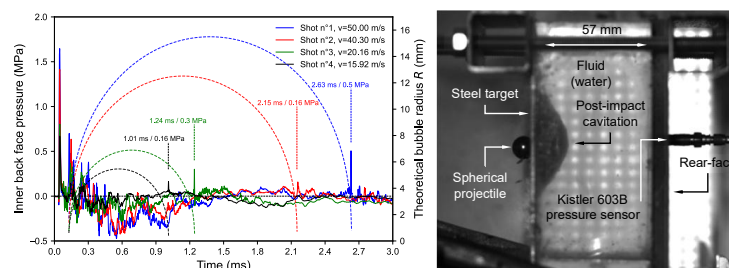 Shot n°1, v=50.00 m/s
Shot n°2, v=40.30 m/s
Shot n°3, v=20.16 m/s
Shot n°4, v=15.92 m/s
2.63 ms / 0.5 MPa
2.15 ms / 0.16 MPa
1.24 ms / 0.3 MPa
1.01 ms / 0.16 MPa
Inner back face pressure (MPa)
2.0
1.5
1.0
0.5
0.0
−0.5
0.0 0.3 0.6 0.9 1.2 1.5 1.8 2.1 2.4 2.7 3.0
Time (ms)
16
14
12
10
8
6
4
2
0
Theoretical bubble radius R (mm)
57 mm
Fluid
(water)
Steel target
Post-impact
cavitation
Spherical
projectile
Rear-fac
Kistler 603B
pressure sensor